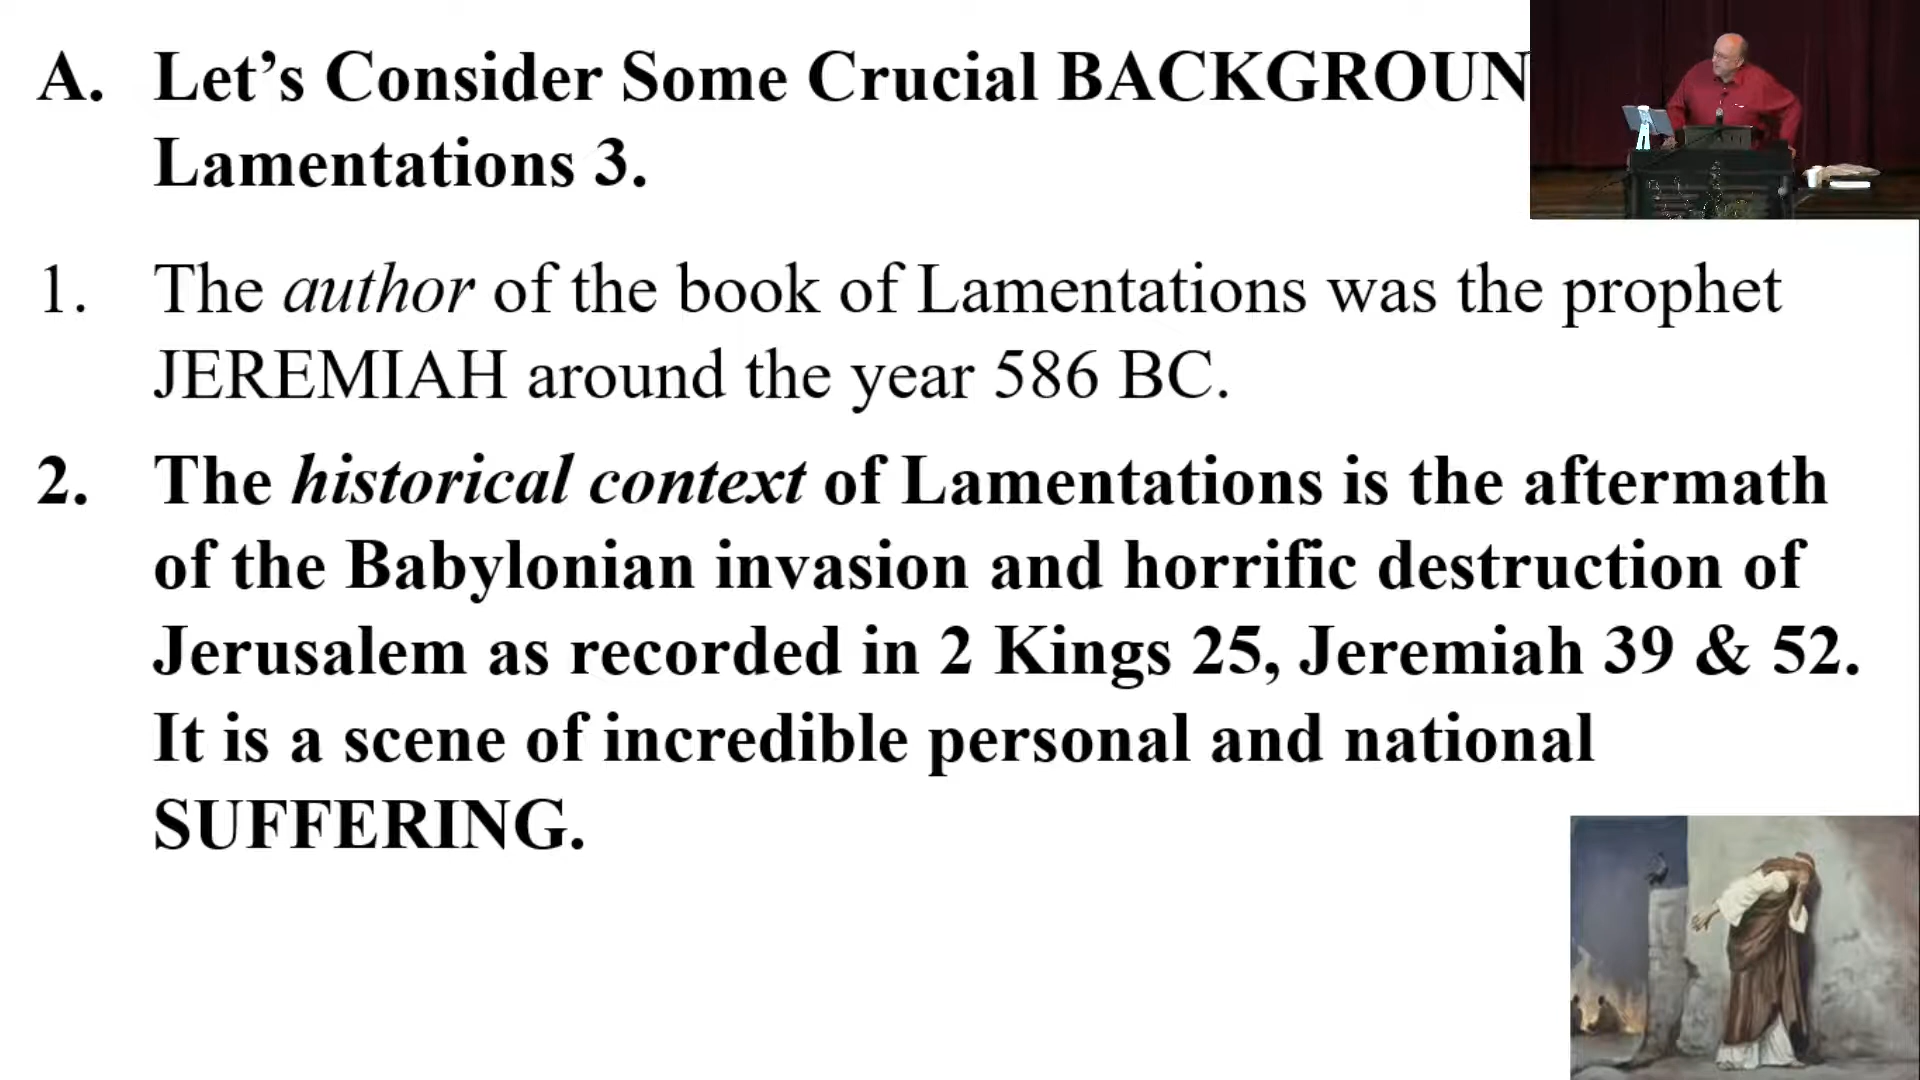 A. Let’s Consider Some Crucial BACKGROUN
Lamentations 3.
1. The author of the book of Lamentations was the prophet
JEREMIAH around the year 586 BC.
2. The historical context of Lamentations is the aftermath
of the Babylonian invasion and horrific destruction of
Jerusalem as recorded in 2 Kings 25, Jeremiah 39 & 52.
It is a scene of incredible personal and national
SUFFERING.